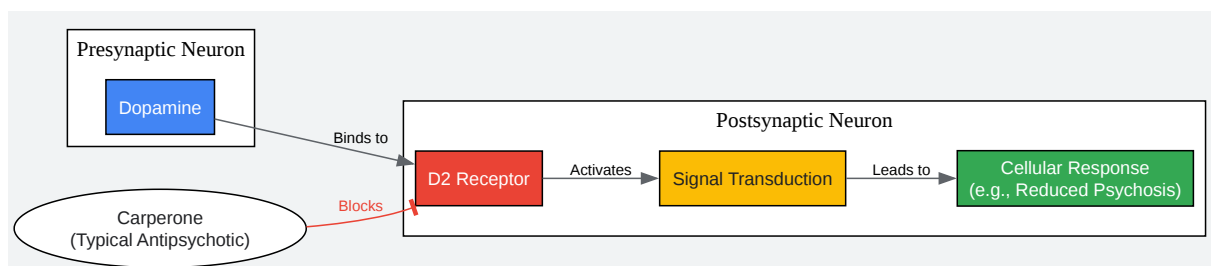 Presynaptic Neuron
Dopamine
Binds to
Postsynaptic Neuron
D2 Receptor
Activates
Signal Transduction
Leads to
Cellular Response
(e.g., Reduced Psychosis)
Carperone
(Typical Antipsychotic)
Blocks